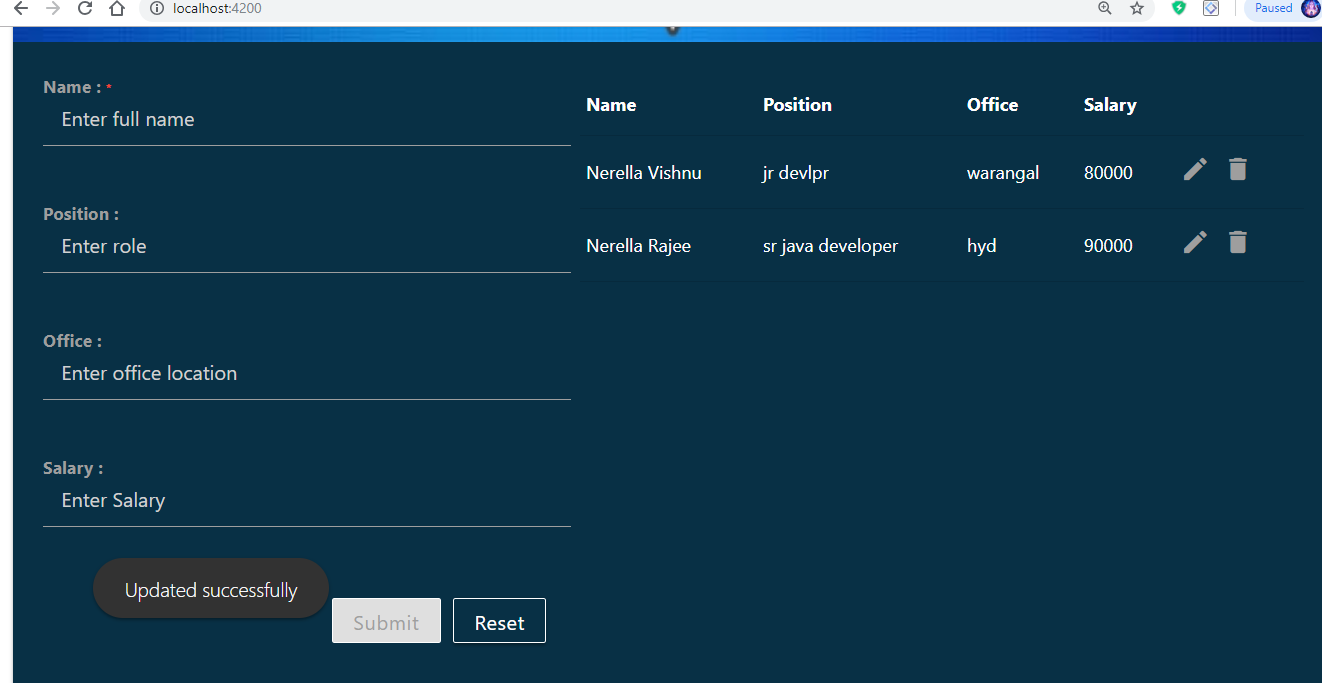 localhost:4200
Paused
Name : *
Enter full name
Position :
Enter role
Office :
Enter office location
Salary :
Enter Salary
Updated successfully
Submit Reset
Name Position Office Salary
Nerella Vishnu jr devlpr warangal 80000
Nerella Rajee sr java developer hyd 90000